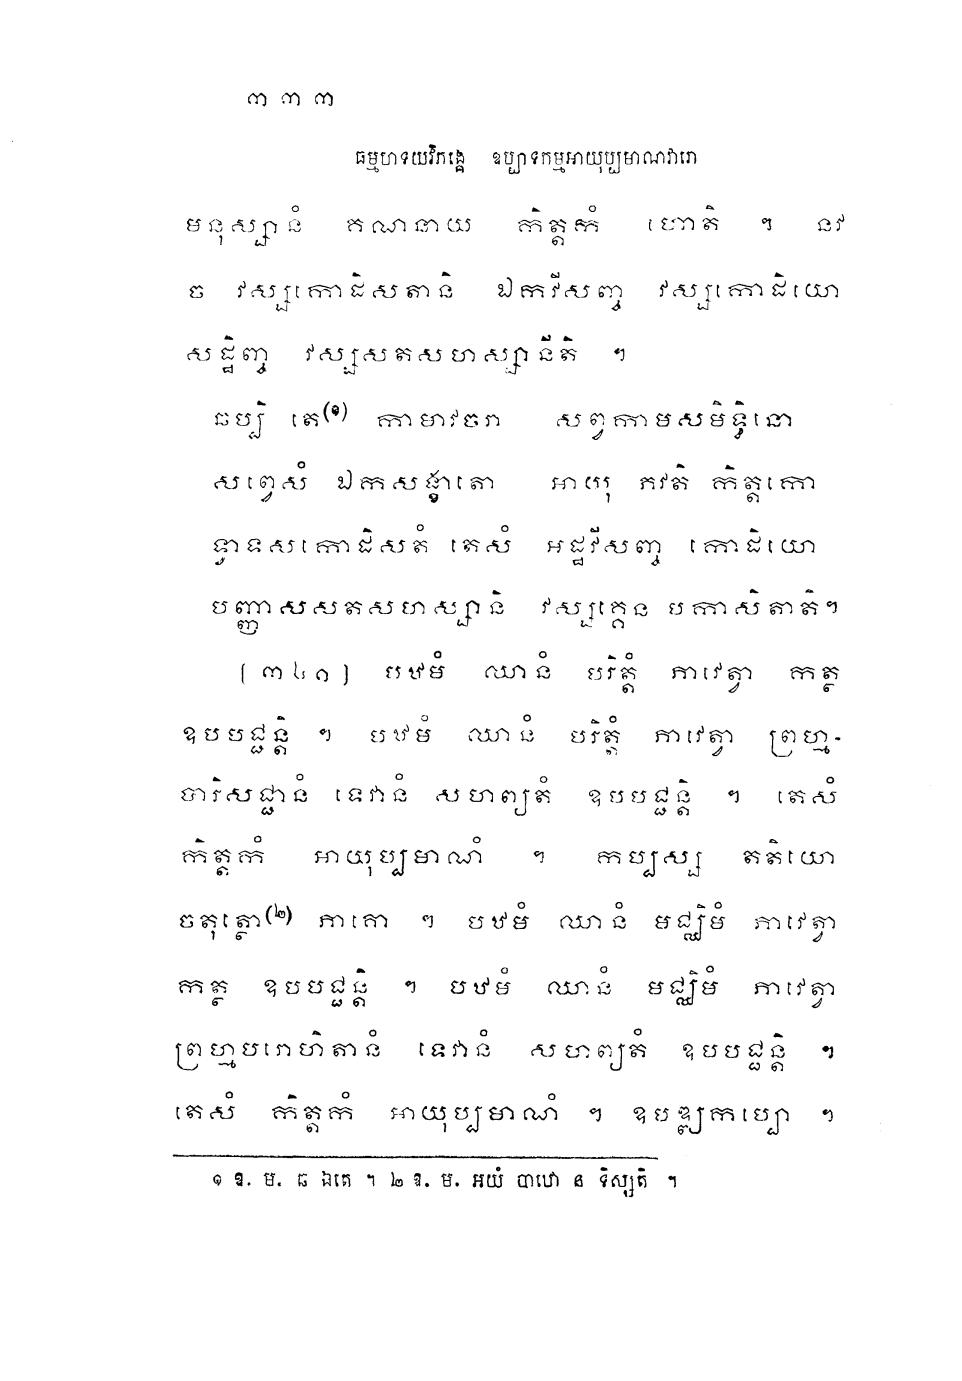 ៣ ៣ ៣
ធម្មហទយវិភង្គេ ឧប្បាទកម្មអាយុប្បមាណវារោ
មនុស្សានំ គណនាយ កិត្តកំ ហោតិ ។ នវ
ច វស្សកោដិសតានិ ឯកវីសញ្ច វស្សកោដិយោ
សដ្ឋិញ្ច វស្សសតសហស្សានីតិ ។
ឆប្បិ តេ(១) កាមាវចរា សព្វកាមសមិទ្ធិនោ
សព្វេសំ ឯកសង្ខាតោ អាយុ ភវតិ កិត្តកោ
ទ្វាទសកោដិសតំ តេសំ អដ្ឋវីសញ្ច កោដិយោ
បញ្ញាសសតសហស្សានិ វស្សគ្គេន បកាសិតាតិ។
[៣៤១] បឋមំ ឈានំ បរិត្តំ ភាវេត្វា កត្ថ
ឧបបជ្ជន្តិ ។ បឋមំ ឈានំ បរិត្តំ ភាវេត្វា ព្រហ្ម-
បារិសជ្ជានំ ទេវានំ សហព្យតំ ឧបបជ្ជន្តិ ។ តេសំ
កិត្តកំ អាយុប្បមាណំ ។ កប្បស្ស តតិយោ
ចតុត្ថោ(២) ភាគោ ។ បឋមំ ឈានំ មជ្ឈិមំ ភាវេត្វា
កត្ថ ឧបបជ្ជន្តិ ។ បឋមំ ឈានំ មជ្ឈិមំ ភាវេត្វា
ព្រហ្មបរោហិតានំ ទេវានំ សហព្យតំ ឧបបជ្ជន្តិ ។
តេសំ កិត្តកំ អាយុប្បមាណំ ។ ឧបឌ្ឍកប្បោ ។
១ ឱ. ម. ឆ ឯតេ ។ ២ ឱ. ម. អយំ បាឋោ ន ទិស្សតិ ។